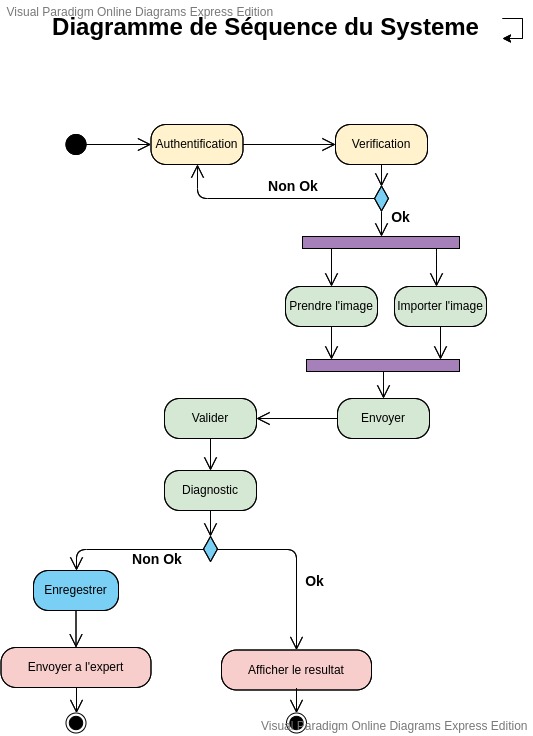 Visual Paradigm Online Diagrams Express Edition
Diagramme de Séquence du Systeme
Authentification
Verification
Non Ok
Ok
Prendre l'image
Importer l'image
Valider
Envoyer
Diagnostic
Non Ok
Ok
Enregestrer
Envoyer a l'expert
Afficher le resultat
Visual Paradigm Online Diagrams Express Edition